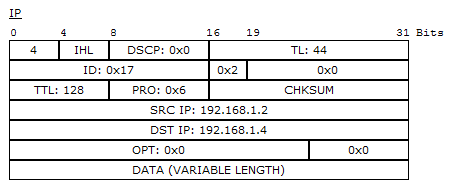 IP
0 4 8 16 19 31 Bits
4 IHL DSCP: 0x0 TL: 44
ID: 0x17 0x2 0x0
TTL: 128 PRO: 0x6 CHKSUM
SRC IP: 192.168.1.2
DST IP: 192.168.1.4
OPT: 0x0 0x0
DATA (VARIABLE LENGTH)